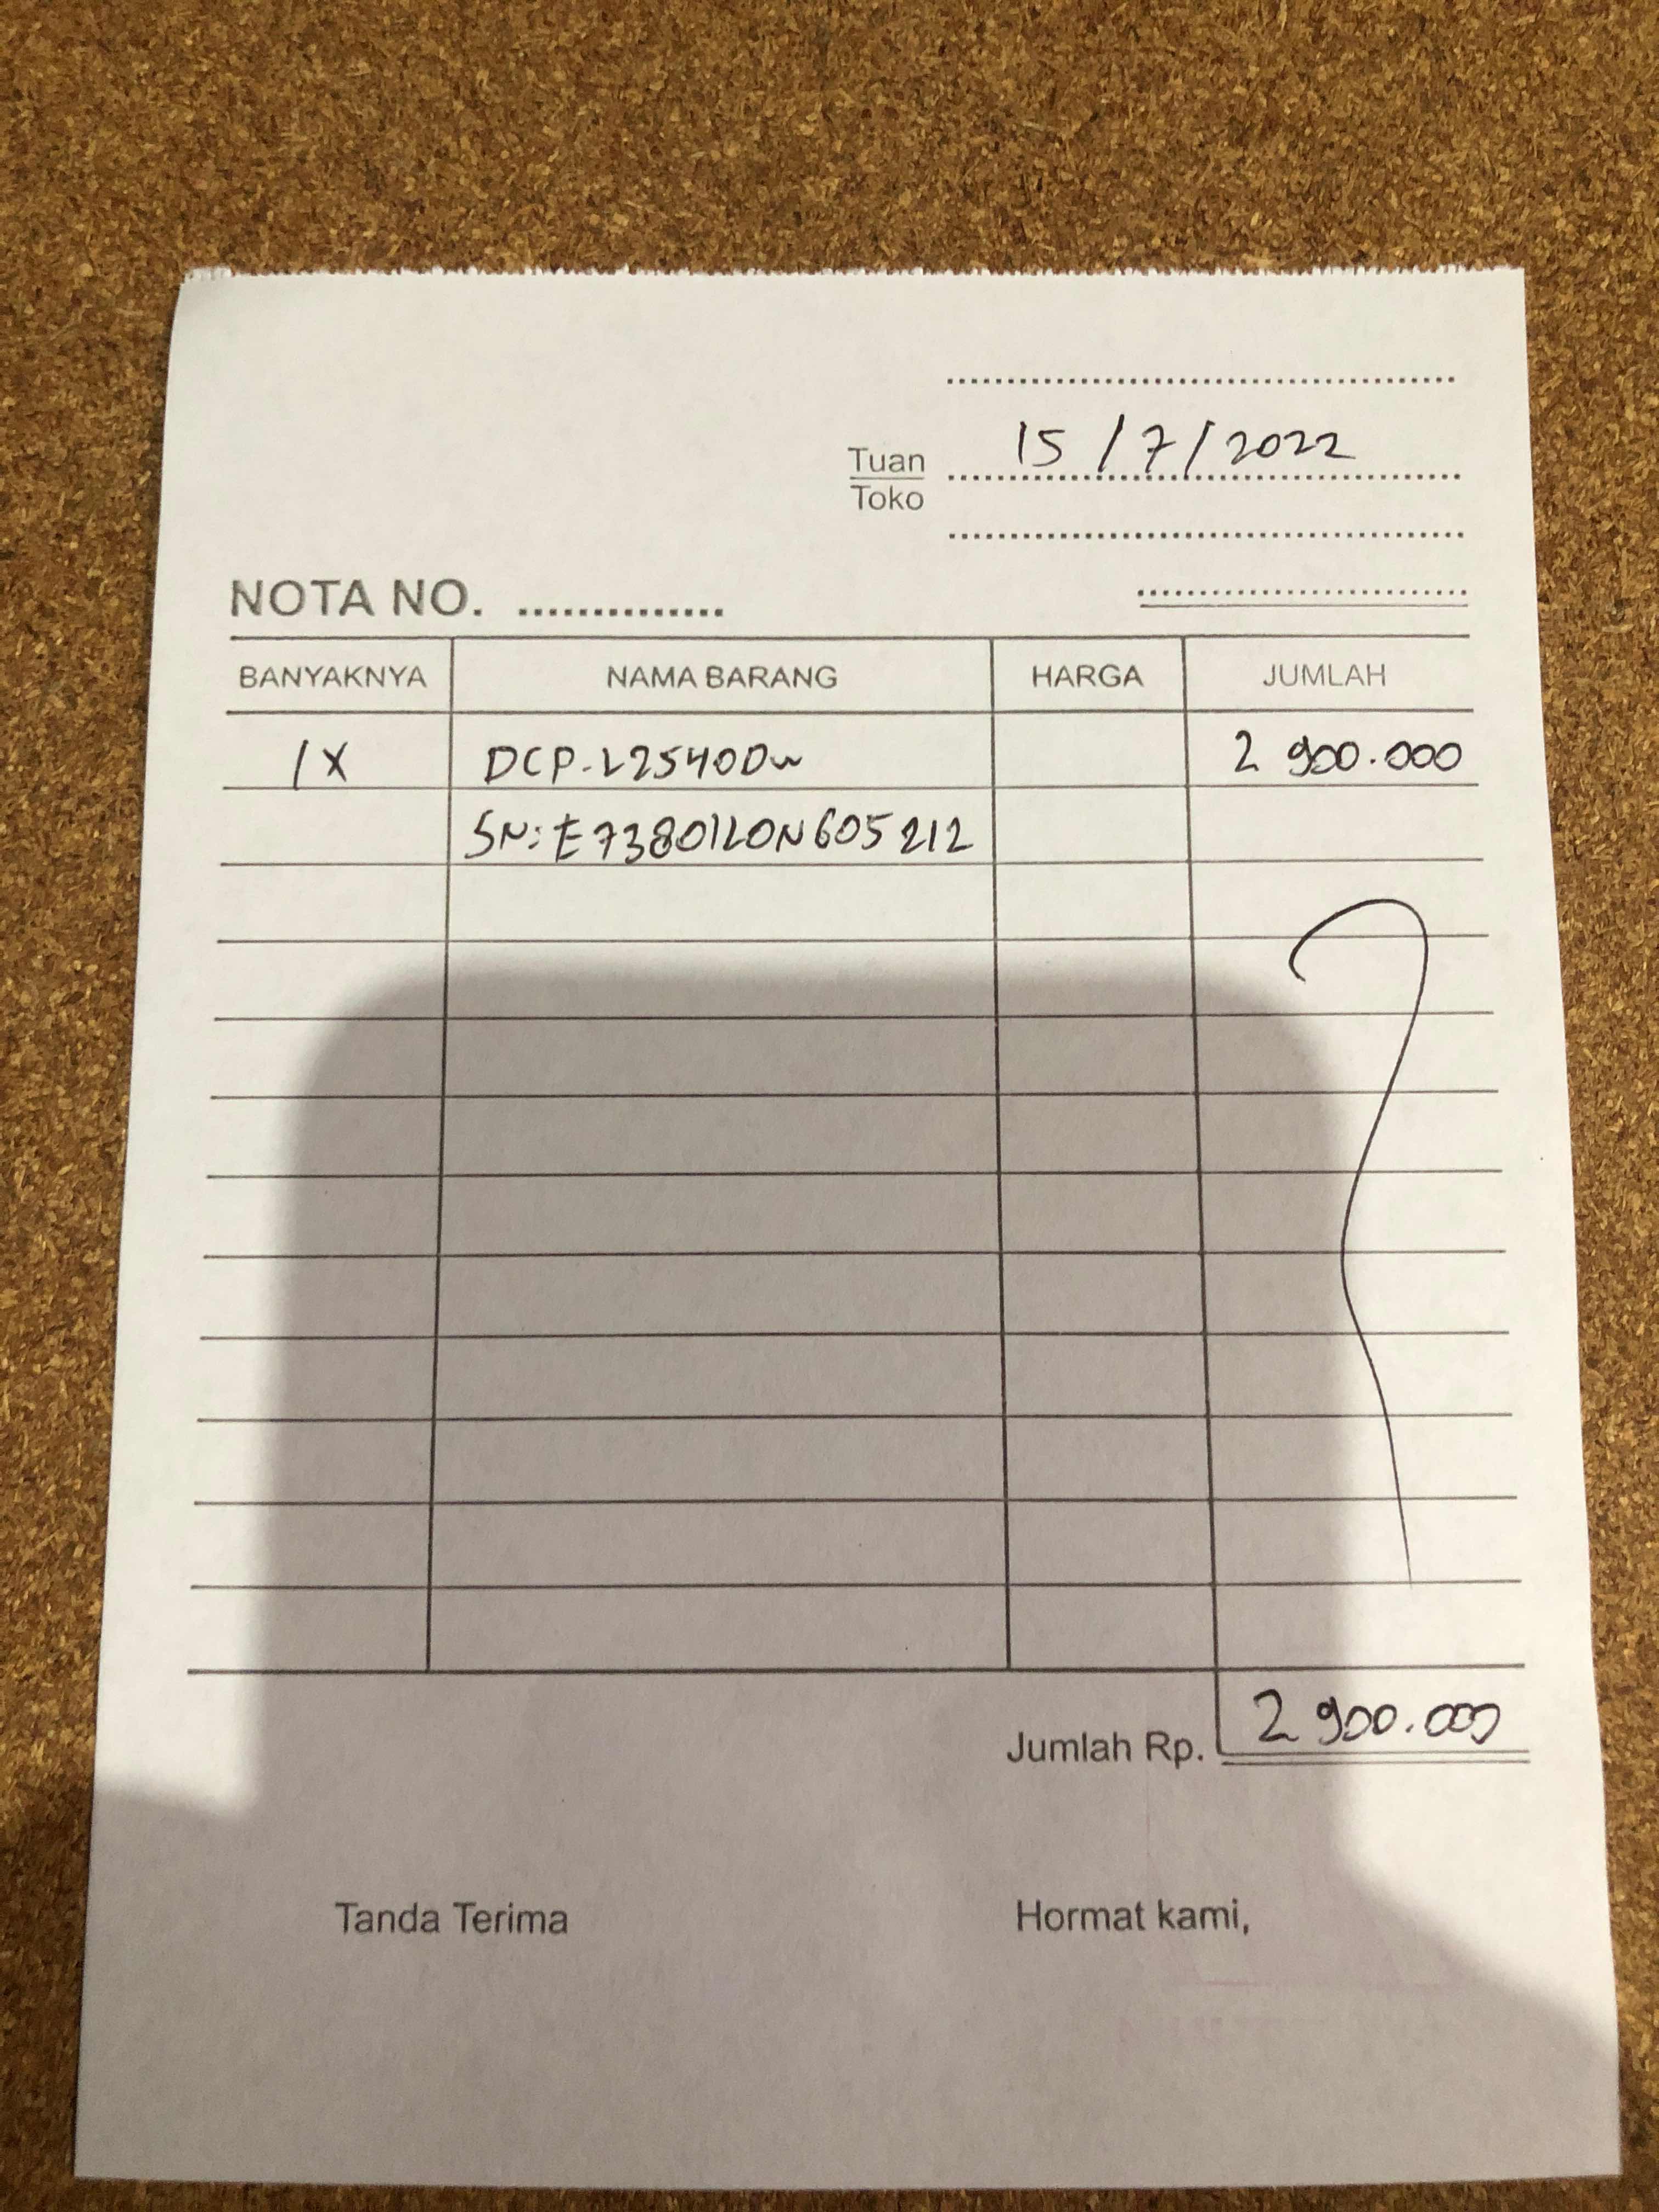 15/7/2022
Tuan
Toko
NOTA NO. ..............
BANYAKNYA NAMA BARANG HARGA JUMLAH
1X DCP-L2540Dw 2 900.000
SN: E73801L0N605212
Jumlah Rp. 2 900.000
Tanda Terima Hormat kami,